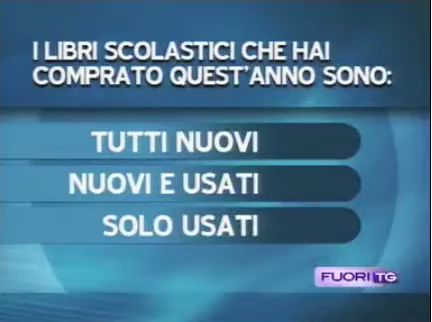 I LIBRI SCOLASTICI CHE HAI
COMPRATO QUEST'ANNO SONO:
TUTTI NUOVI
NUOVI E USATI
SOLO USATI
FUORI TG